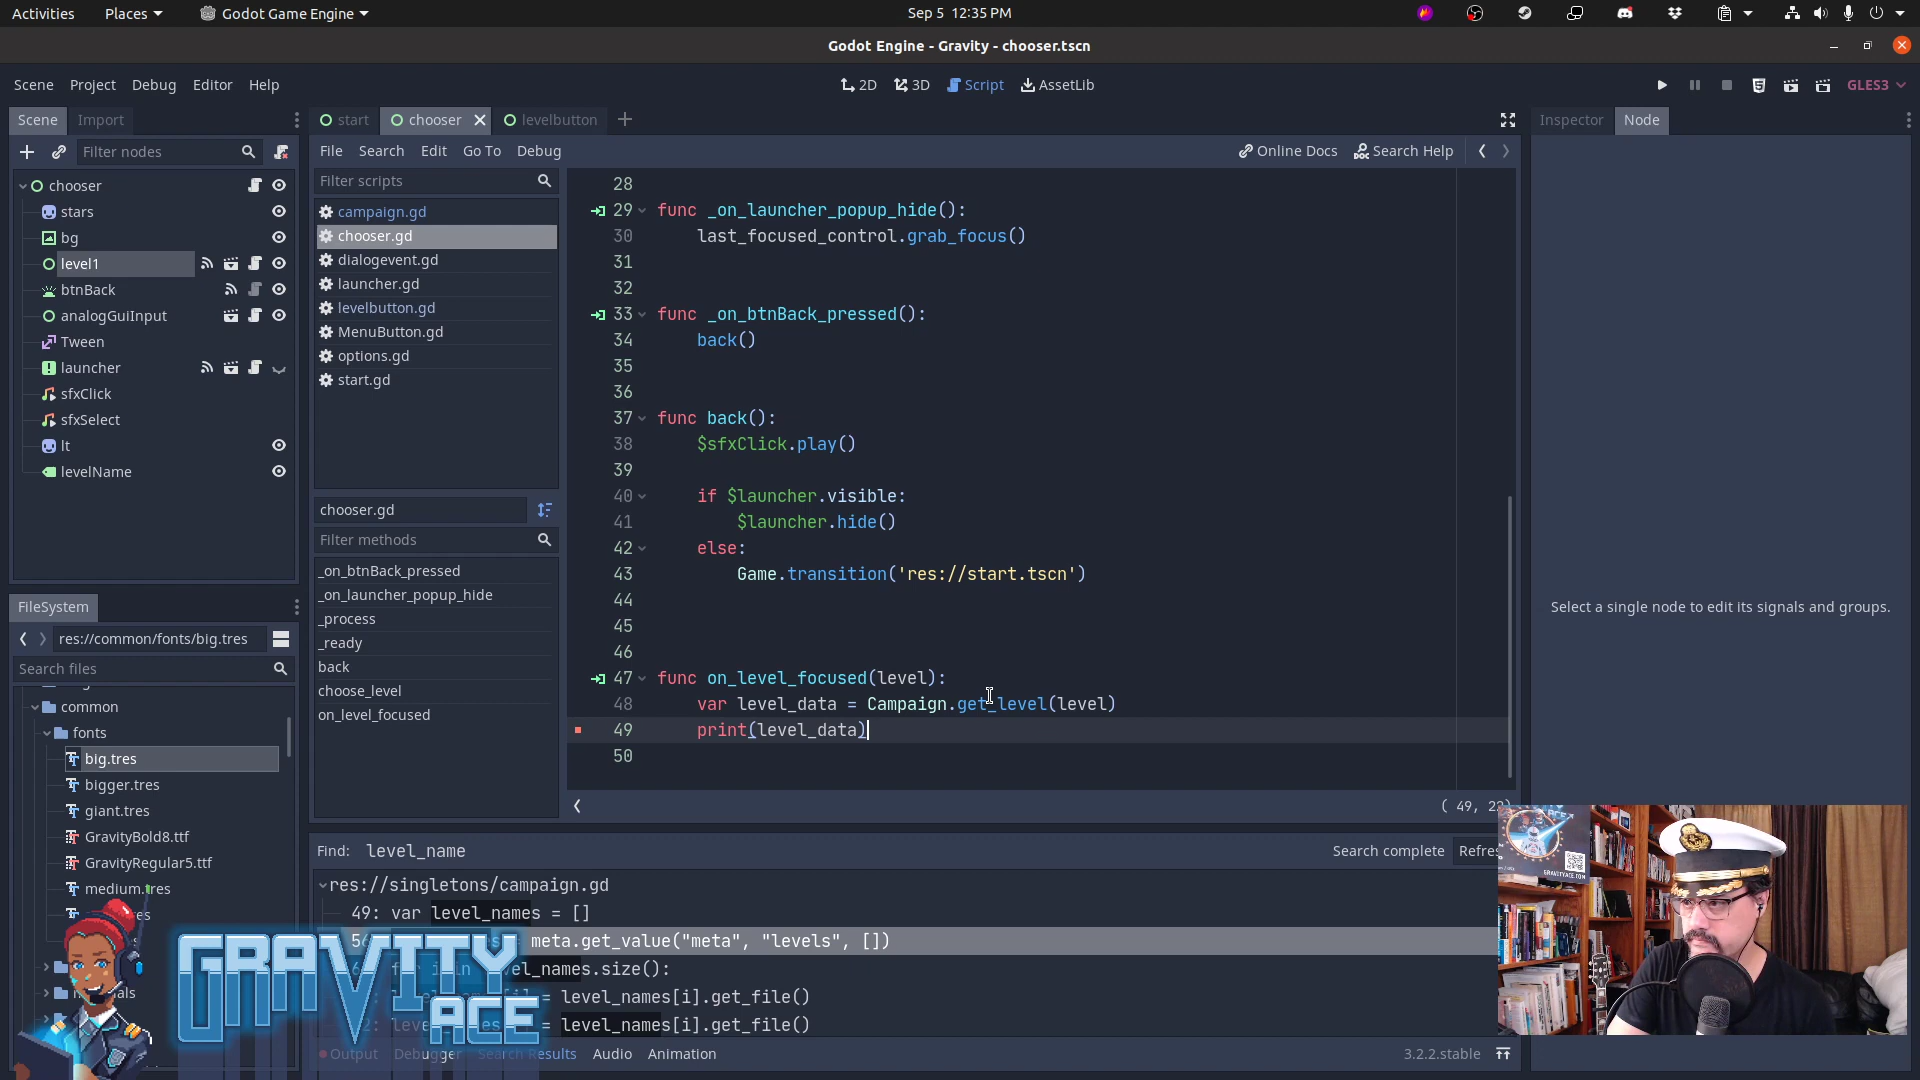 Activities Places Godot Game Engine Sep 5 12:35 PM
Godot Engine - Gravity - chooser.tscn
Scene Project Debug Editor Help 2D 3D Script AssetLib GLES3
Scene Import start chooser levelbutton Inspector Node
Filter nodes File Search Edit Go To Debug Online Docs Search Help
Filter scripts
chooser
stars
bg
level1
btnBack
analogGuiInput
Tween
launcher
sfxClick
sfxSelect
lt
levelName
campaign.gd
chooser.gd
dialogevent.gd
launcher.gd
levelbutton.gd
MenuButton.gd
options.gd
start.gd
chooser.gd
Filter methods
_on_btnBack_pressed
_on_launcher_popup_hide
_process
_ready
back
choose_level
on_level_focused
28
29 func _on_launcher_popup_hide():
30 last_focused_control.grab_focus()
31
32
33 func _on_btnBack_pressed():
34 back()
35
36
37 func back():
38 $sfxClick.play()
39
40 if $launcher.visible:
41 $launcher.hide()
42 else:
43 Game.transition('res://start.tscn')
44
45
46
47 func on_level_focused(level):
48 var level_data = Campaign.get_level(level)
49 print(level_data)
50
Select a single node to edit its signals and groups.
FileSystem
res://common/fonts/big.tres
Search files
common
fonts
big.tres
bigger.tres
giant.tres
GravityBold8.ttf
GravityRegular5.ttf
medium.tres
Find: level_name Search complete
res://singletons/campaign.gd
49: var level_names = []
meta.get_value("meta", "levels", [])
.size():
= level_names[i].get_file()
= level_names[i].get_file()
Output Debugger Search Results Audio Animation 3.2.2.stable
GRAVITY
ACE
GRAVITYACE.COM